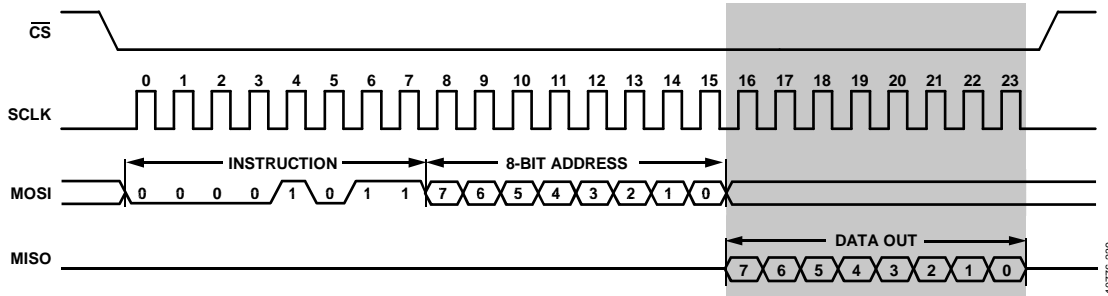 CS
0 1 2 3 4 5 6 7 8 9 10 11 12 13 14 15 16 17 18 19 20 21 22 23
SCLK
INSTRUCTION 8-BIT ADDRESS
MOSI 0 0 0 0 1 0 1 1 7 6 5 4 3 2 1 0
DATA OUT
MISO 7 6 5 4 3 2 1 0